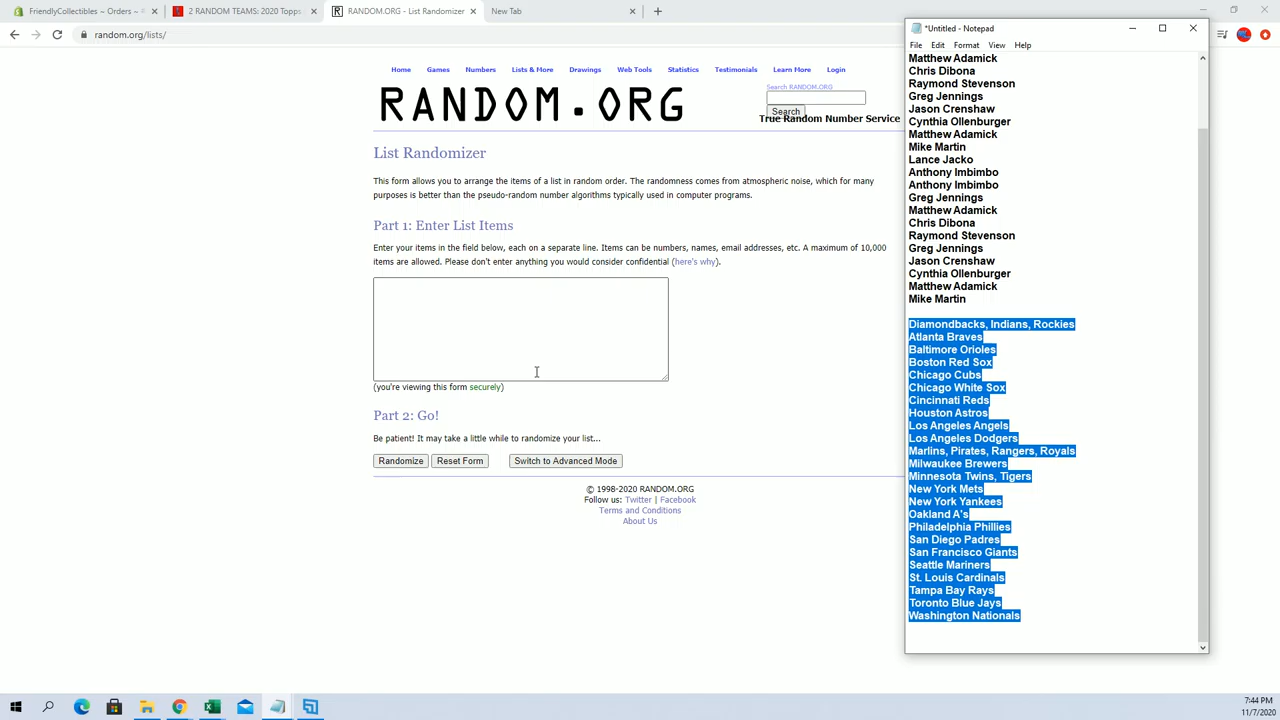 FriendlyCollectibles ~ Orders ~
2 RANDOM TEAMS: 2020 Topps
RANDOM.ORG - List Randomizer
New Tab
random.org/lists/
Home
Games
Numbers
Lists & More
Drawings
Web Tools
Statistics
Testimonials
Learn More
Login
RANDOM.ORG
Search RANDOM.ORG
Search
True Random Number Service
List Randomizer
This form allows you to arrange the items of a list in random order. The randomness comes from atmospheric noise, which for many
purposes is better than the pseudo-random number algorithms typically used in computer programs.
Part 1: Enter List Items
Enter your items in the field below, each on a separate line. Items can be numbers, names, email addresses, etc. A maximum of 10,000
items are allowed. Please don't enter anything you would consider confidential (here's why).
(you're viewing this form securely)
Part 2: Go!
Be patient! It may take a little while to randomize your list...
Randomize
Reset Form
Switch to Advanced Mode
© 1998-2020 RANDOM.ORG
Follow us: Twitter | Facebook
Terms and Conditions
About Us
*Untitled - Notepad
File
Edit
Format
View
Help
Matthew Adamick
Chris Dibona
Raymond Stevenson
Greg Jennings
Jason Crenshaw
Cynthia Ollenburger
Matthew Adamick
Mike Martin
Lance Jacko
Anthony Imbimbo
Anthony Imbimbo
Greg Jennings
Matthew Adamick
Chris Dibona
Raymond Stevenson
Greg Jennings
Jason Crenshaw
Cynthia Ollenburger
Matthew Adamick
Mike Martin
Diamondbacks, Indians, Rockies
Atlanta Braves
Baltimore Orioles
Boston Red Sox
Chicago Cubs
Chicago White Sox
Cincinnati Reds
Houston Astros
Los Angeles Angels
Los Angeles Dodgers
Marlins, Pirates, Rangers, Royals
Milwaukee Brewers
Minnesota Twins, Tigers
New York Mets
New York Yankees
Oakland A's
Philadelphia Phillies
San Diego Padres
San Francisco Giants
Seattle Mariners
St. Louis Cardinals
Tampa Bay Rays
Toronto Blue Jays
Washington Nationals
7:44 PM
11/7/2020